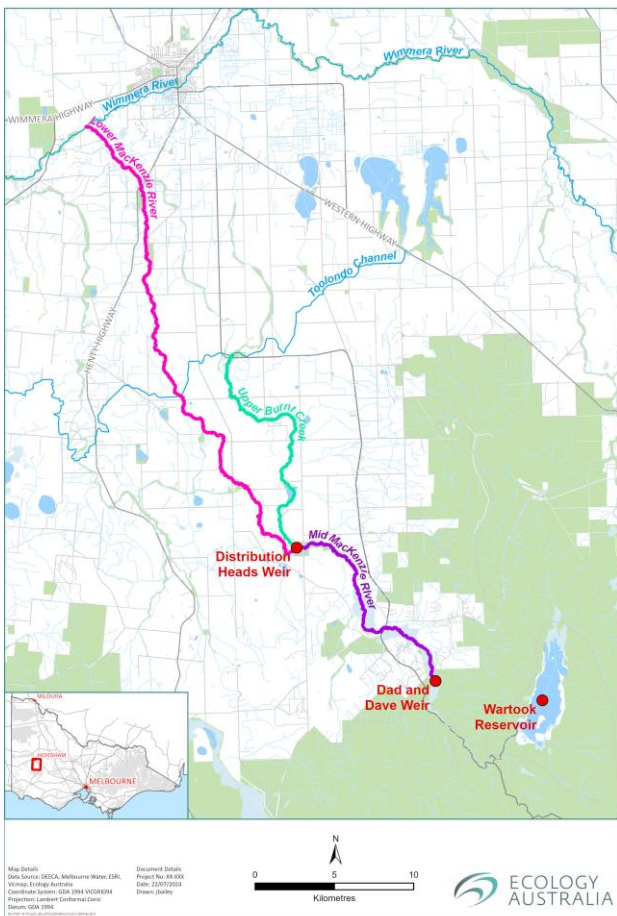 Wimmera River
Wimmera River
WIMMERA HIGHWAY
Lower MacKenzie River
WESTERN HIGHWAY
Toolondo Channel
HENTY HIGHWAY
Upper Burnt Creek
Mid MacKenzie River
Distribution
Heads Weir
Dad and
Dave Weir
Wartook
Reservoir
MILDURA
HORSHAM
MELBOURNE
N
0 5 10
Kilometres
Map Details
Data Source: DEECA, Melbourne Water, ESRI,
Vicmap, Ecology Australia
Coordinate System: GDA 1994 VICGRID94
Projection: Lambert Conformal Conic
Datum: GDA 1994
Document Details
Project No: XX-XXX
Date: 22/07/2024
Drawn: jbailey
ECOLOGY
AUSTRALIA